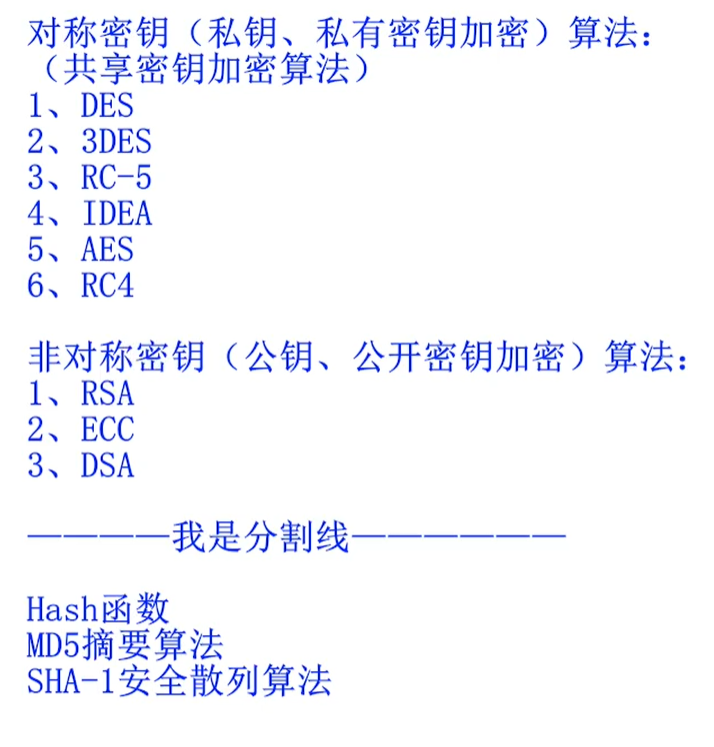 对称密钥（私钥、私有密钥加密）算法：
（共享密钥加密算法）
1、DES
2、3DES
3、RC-5
4、IDEA
5、AES
6、RC4
非对称密钥（公钥、公开密钥加密）算法：
1、RSA
2、ECC
3、DSA
————我是分割线——————
Hash函数
MD5摘要算法
SHA-1安全散列算法